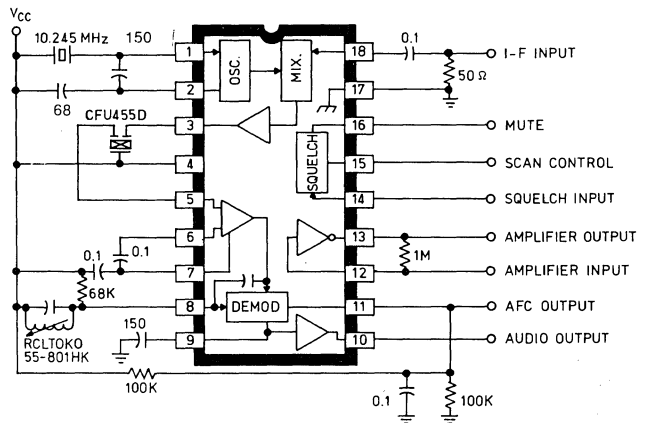 VCC
10.245 MHz
150
68
CFU455D
0.1
0.1
68K
RCLTOKO
55-801HK
150
100K
1
2
3
4
5
6
7
8
9
OSC.
MIX.
SQUELCH
DEMOD
18
17
16
15
14
13
12
11
10
0.1
I-F INPUT
50 Ω
MUTE
SCAN CONTROL
SQUELCH INPUT
AMPLIFIER OUTPUT
1M
AMPLIFIER INPUT
AFC OUTPUT
AUDIO OUTPUT
0.1
100K